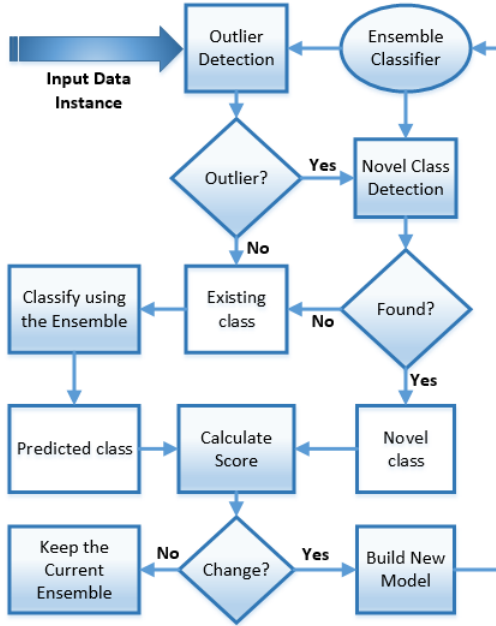 Outlier
Detection
Ensemble
Classifier
Input Data
Instance
Outlier?
Yes
Novel Class
Detection
No
Classify using
the Ensemble
Existing
class
No
Found?
Yes
Predicted class
Calculate
Score
Novel
class
Keep the
Current
Ensemble
No
Change?
Yes
Build New
Model